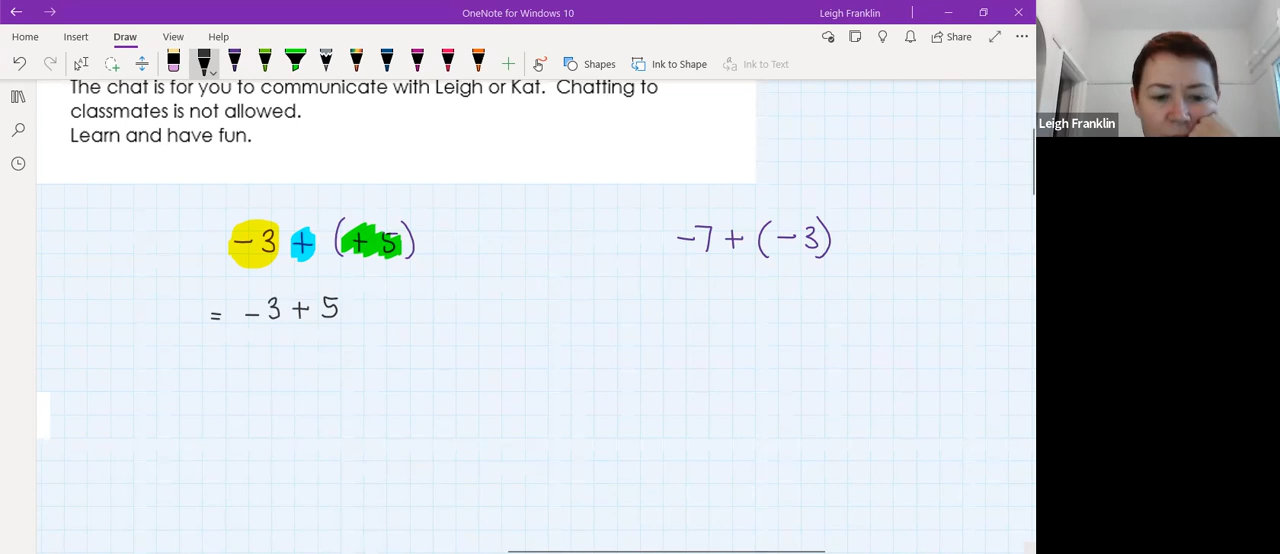 OneNote for Windows 10
Leigh Franklin
Home Insert Draw View Help
Share
Shapes
Ink to Shape
Ink to Text
The chat is for you to communicate with Leigh or Kat. Chatting to
classmates is not allowed.
Learn and have fun.
Leigh Franklin
-3 + (+5)
-7 + (-3)
= -3 + 5